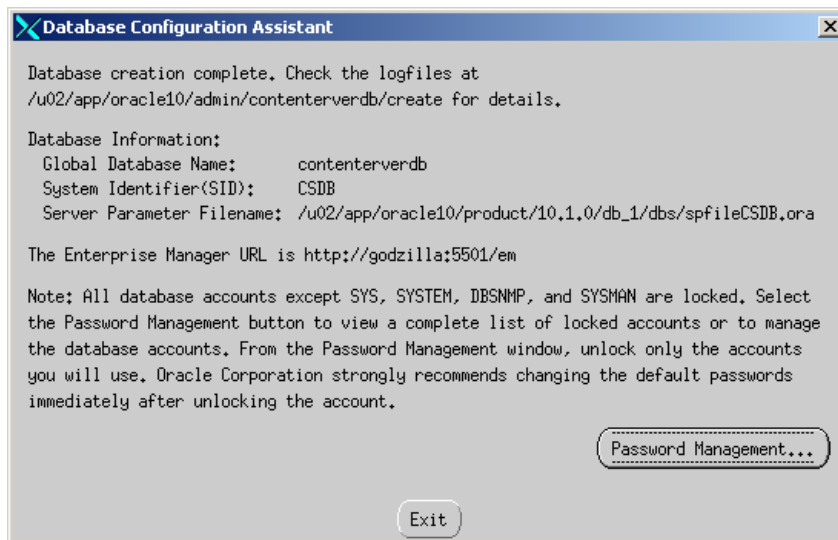 Database Configuration Assistant
Database creation complete. Check the logfiles at
/u02/app/oracle10/admin/contenterverdb/create for details.
Database Information:
Global Database Name: contenterverdb
System Identifier(SID): CSDB
Server Parameter Filename: /u02/app/oracle10/product/10.1.0/db_1/dbs/spfileCSDB.ora
The Enterprise Manager URL is http://godzilla:5501/em
Note: All database accounts except SYS, SYSTEM, DBSNMP, and SYSMAN are locked. Select
the Password Management button to view a complete list of locked accounts or to manage
the database accounts. From the Password Management window, unlock only the accounts
you will use. Oracle Corporation strongly recommends changing the default passwords
immediately after unlocking the account.
Password Management...
Exit